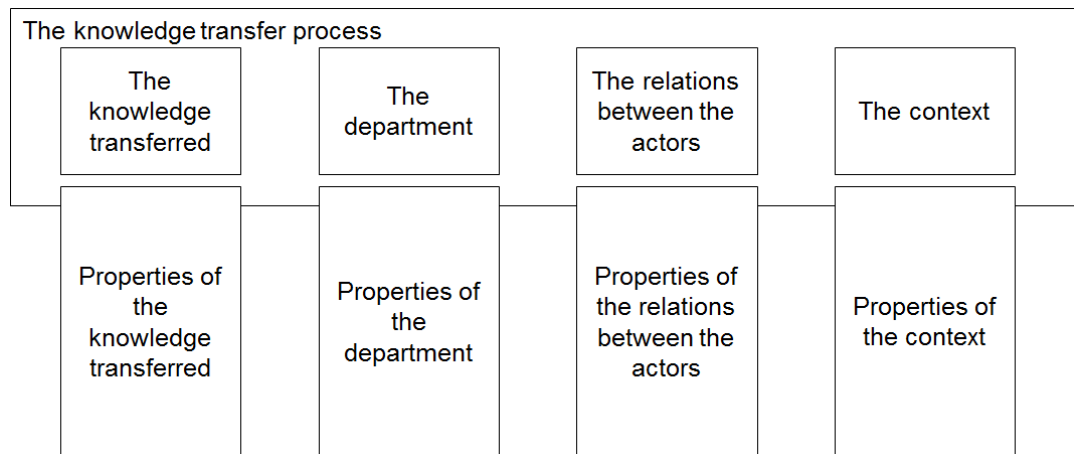 The knowledge transfer process
The
knowledge
transferred
The
department
The relations
between the
actors
The context
Properties of
the
knowledge
transferred
Properties of
the
department
Properties of
the relations
between the
actors
Properties of
the context